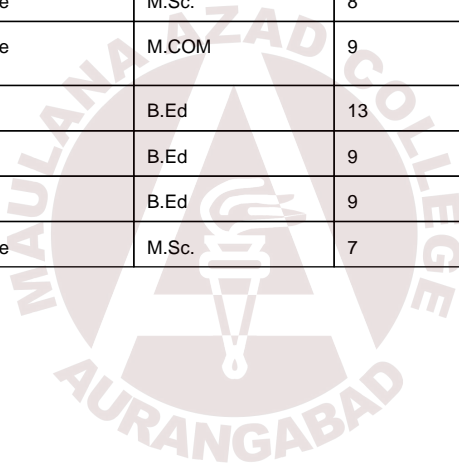 e M.Sc. 8
e M.COM 9
B.Ed 13
B.Ed 9
B.Ed 9
e M.Sc. 7
MAULANA AZAD COLLEGE
AURANGABAD